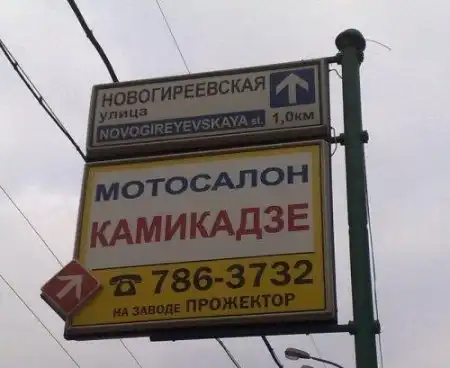 НОВОГИРЕЕВСКАЯ
улица
NOVOGIREYEVSKAYA st. 1,0км
МОТОСАЛОН
КАМИКАДЗЕ
786-3732
НА ЗАВОДЕ ПРОЖЕКТОР